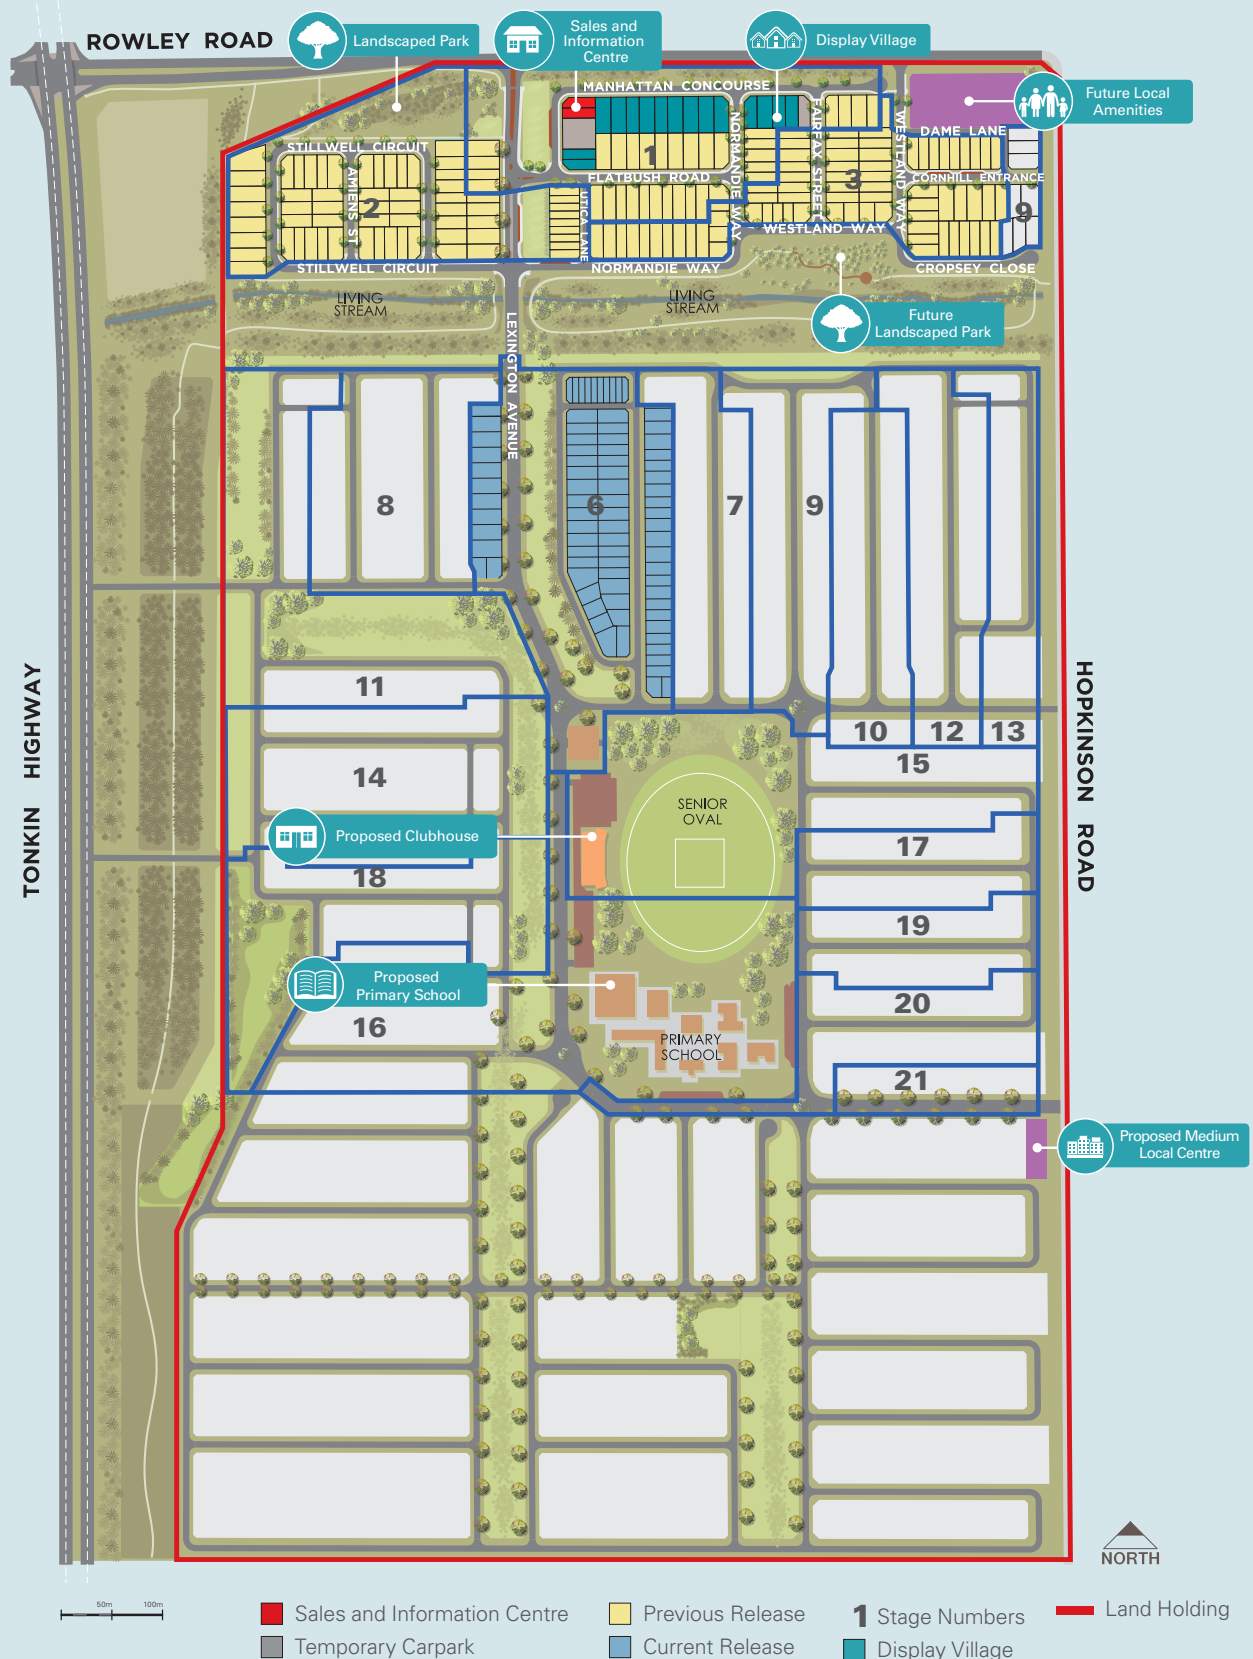 ROWLEY ROAD
Landscaped Park
Sales and
Information
Centre
Display Village
Future Local
Amenities
MANHATTAN CONCOURSE
DAME LANE
STILLWELL CIRCUIT
AMIENS ST
2
1
FLATBUSH ROAD
NORMANDIE WAY
FAIRFAX STREET
3
WESTLAND WAY
CORNHILL ENTRANCE
9
UTICA LANE
WESTLAND WAY
STILLWELL CIRCUIT
NORMANDIE WAY
CROPSEY CLOSE
LIVING
STREAM
LIVING
STREAM
Future
Landscaped Park
LEXINGTON AVENUE
8
6
7
9
TONKIN HIGHWAY
HOPKINSON ROAD
11
10
12
13
14
15
SENIOR
OVAL
Proposed Clubhouse
17
18
19
Proposed
Primary School
20
16
PRIMARY
SCHOOL
21
Proposed Medium
Local Centre
NORTH
50m
100m
Sales and Information Centre
Previous Release
1 Stage Numbers
Land Holding
Temporary Carpark
Current Release
Display Village